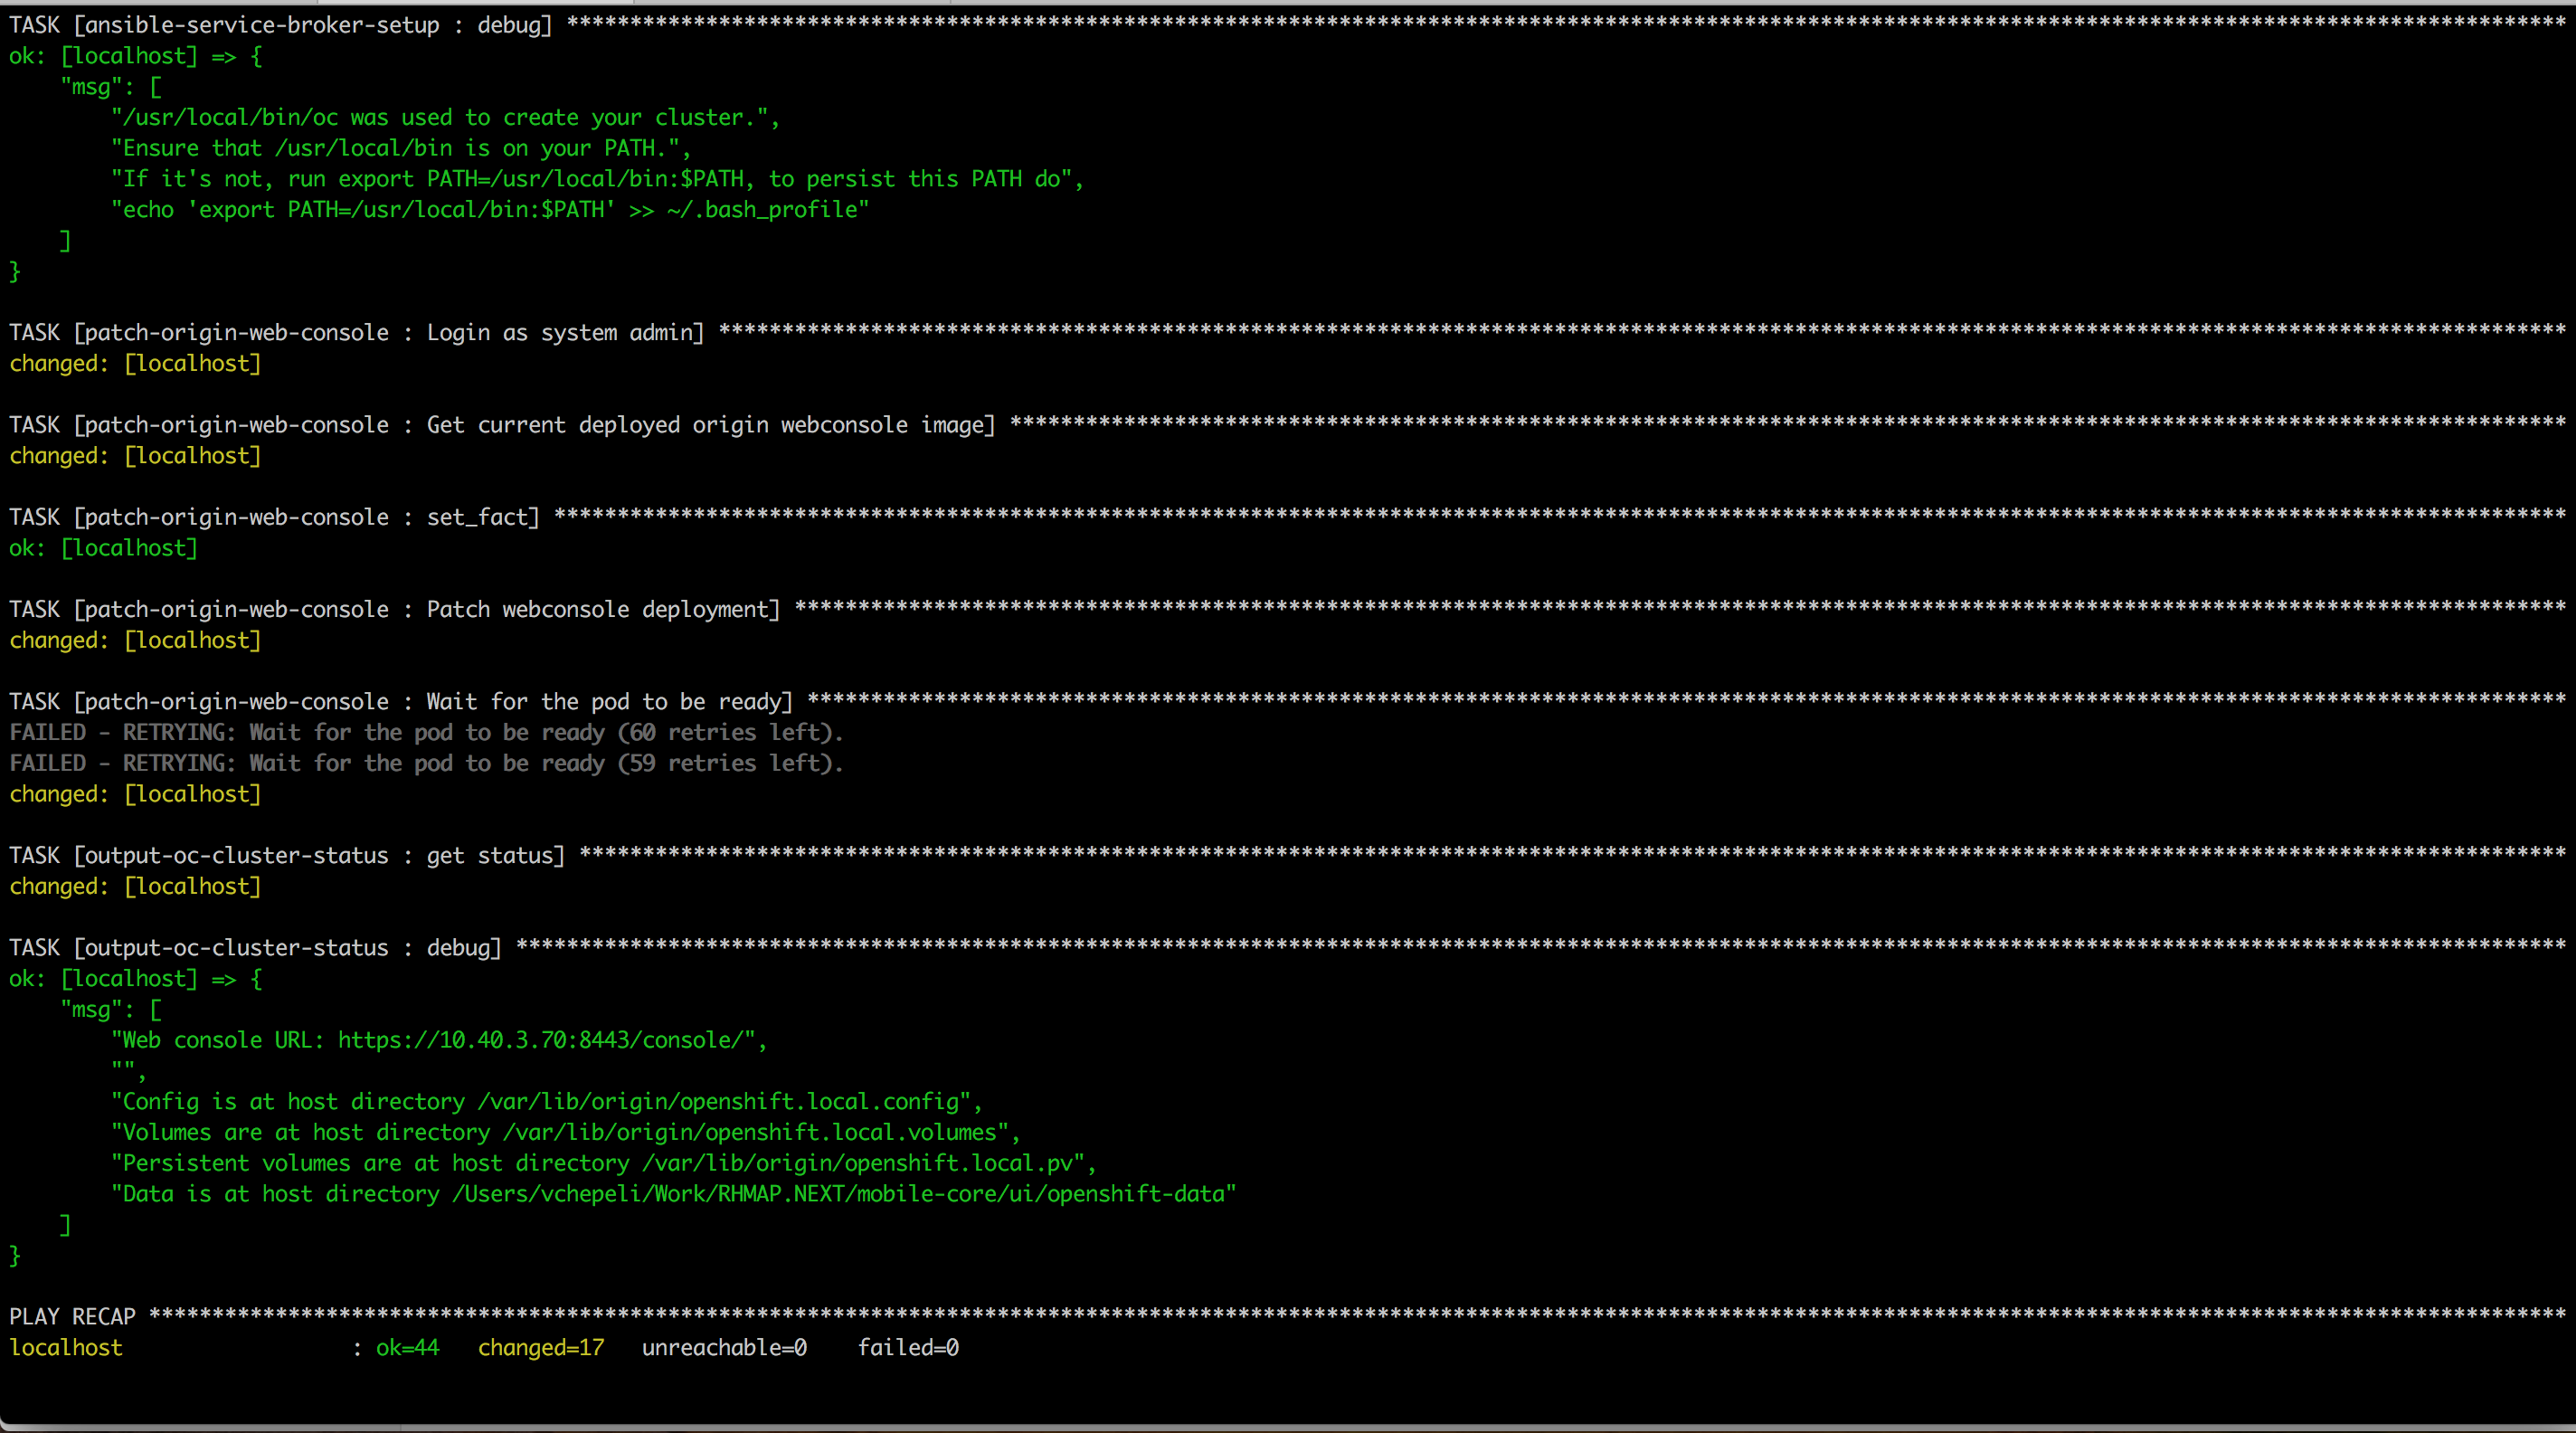 TASK [ansible-service-broker-setup : debug] **************************************************************************************************************************************************************
ok: [localhost] => {
    "msg": [
        "/usr/local/bin/oc was used to create your cluster.",
        "Ensure that /usr/local/bin is on your PATH.",
        "If it's not, run export PATH=/usr/local/bin:$PATH, to persist this PATH do",
        "echo 'export PATH=/usr/local/bin:$PATH' >> ~/.bash_profile"
    ]
}
TASK [patch-origin-web-console : Login as system admin] **************************************************************************************************************************************************
changed: [localhost]
TASK [patch-origin-web-console : Get current deployed origin webconsole image] ***************************************************************************************************************************
changed: [localhost]
TASK [patch-origin-web-console : set_fact] ***************************************************************************************************************************************************************
ok: [localhost]
TASK [patch-origin-web-console : Patch webconsole deployment] ********************************************************************************************************************************************
changed: [localhost]
TASK [patch-origin-web-console : Wait for the pod to be ready] *******************************************************************************************************************************************
FAILED - RETRYING: Wait for the pod to be ready (60 retries left).
FAILED - RETRYING: Wait for the pod to be ready (59 retries left).
changed: [localhost]
TASK [output-oc-cluster-status : get status] *************************************************************************************************************************************************************
changed: [localhost]
TASK [output-oc-cluster-status : debug] ******************************************************************************************************************************************************************
ok: [localhost] => {
    "msg": [
        "Web console URL: https://10.40.3.70:8443/console/",
        "",
        "Config is at host directory /var/lib/origin/openshift.local.config",
        "Volumes are at host directory /var/lib/origin/openshift.local.volumes",
        "Persistent volumes are at host directory /var/lib/origin/openshift.local.pv",
        "Data is at host directory /Users/vchepeli/Work/RHMAP.NEXT/mobile-core/ui/openshift-data"
    ]
}
PLAY RECAP ***********************************************************************************************************************************************************************************************
localhost                  : ok=44   changed=17   unreachable=0    failed=0